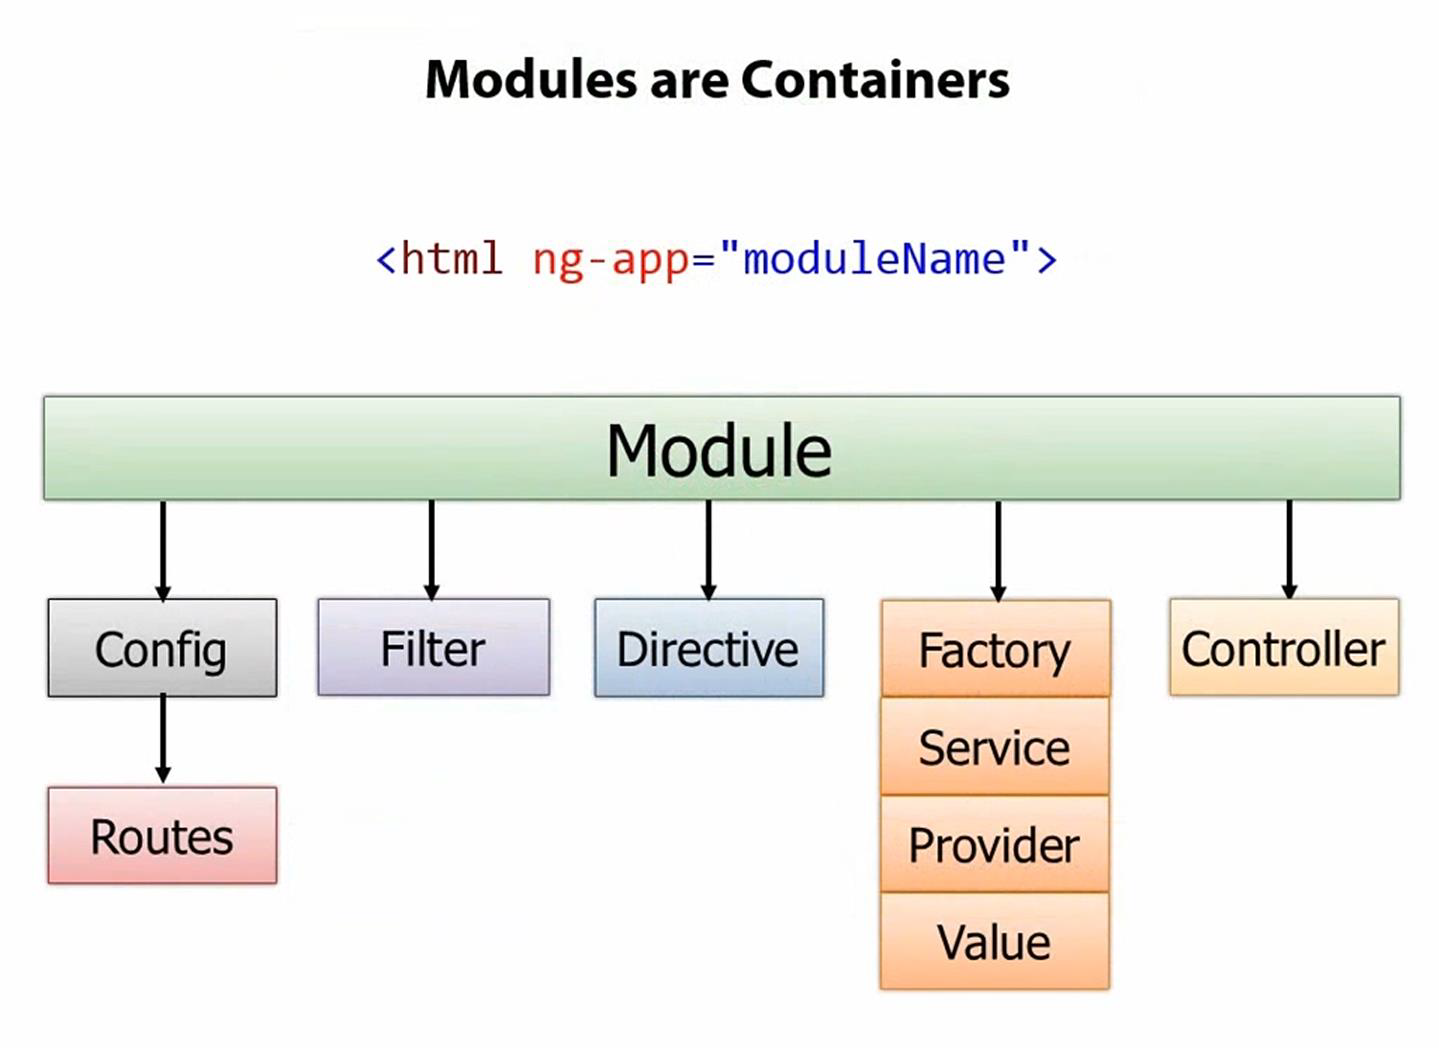 Modules are Containers
<html ng-app="moduleName">
Module
Config
Filter
Directive
Factory
Controller
Service
Provider
Value
Routes